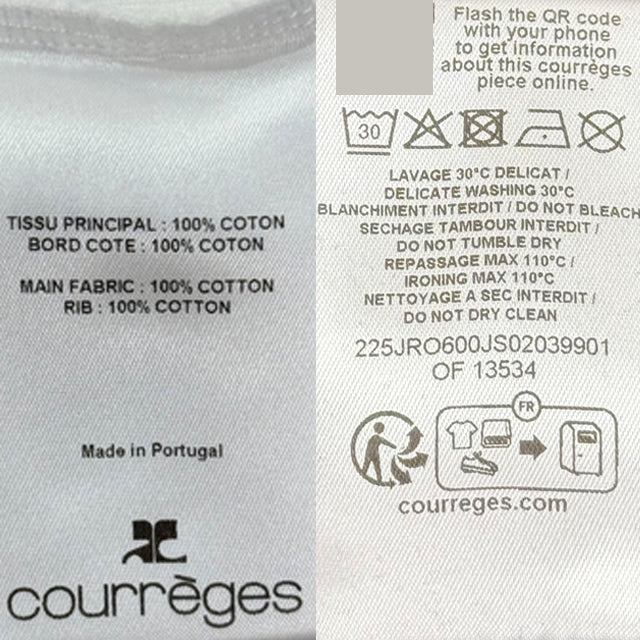 TISSU PRINCIPAL : 100% COTON
BORD COTE : 100% COTON
MAIN FABRIC : 100% COTTON
RIB : 100% COTTON
Made in Portugal
courrèges
Flash the QR code
with your phone
to get information
about this courrèges
piece online.
30
LAVAGE 30°C DELICAT /
DELICATE WASHING 30°C
BLANCHIMENT INTERDIT / DO NOT BLEACH
SECHAGE TAMBOUR INTERDIT /
DO NOT TUMBLE DRY
REPASSAGE MAX 110°C /
IRONING MAX 110°C
NETTOYAGE A SEC INTERDIT /
DO NOT DRY CLEAN
225JRO600JS02039901
OF 13534
FR
courreges.com